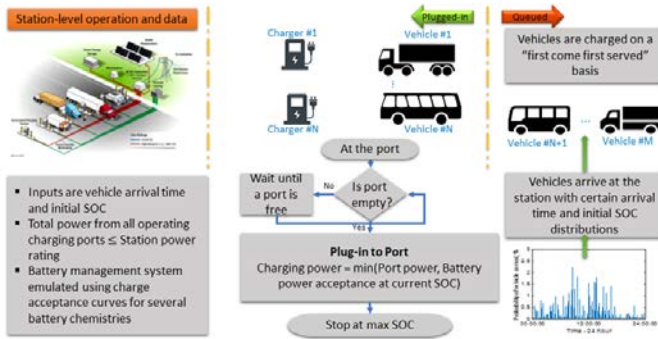 Station-level operation and data
Inputs are vehicle arrival time
and initial SOC
Total power from all operating
charging ports ≤ Station power
rating
Battery management system
emulated using charge
acceptance curves for several
battery chemistries
Plugged-in
Charger #1
Vehicle #1
Charger #N
Vehicle #N
At the port
Wait until
a port is
free
No
Is port
empty?
Yes
Plug-in to Port
Charging power = min(Port power, Battery
power acceptance at current SOC)
Stop at max SOC
Queued
Vehicles are charged on a
"first come first served"
basis
...
Vehicle #N+1
Vehicle #M
Vehicles arrive at the
station with certain arrival
time and initial SOC
distributions
Time - 24 Hour